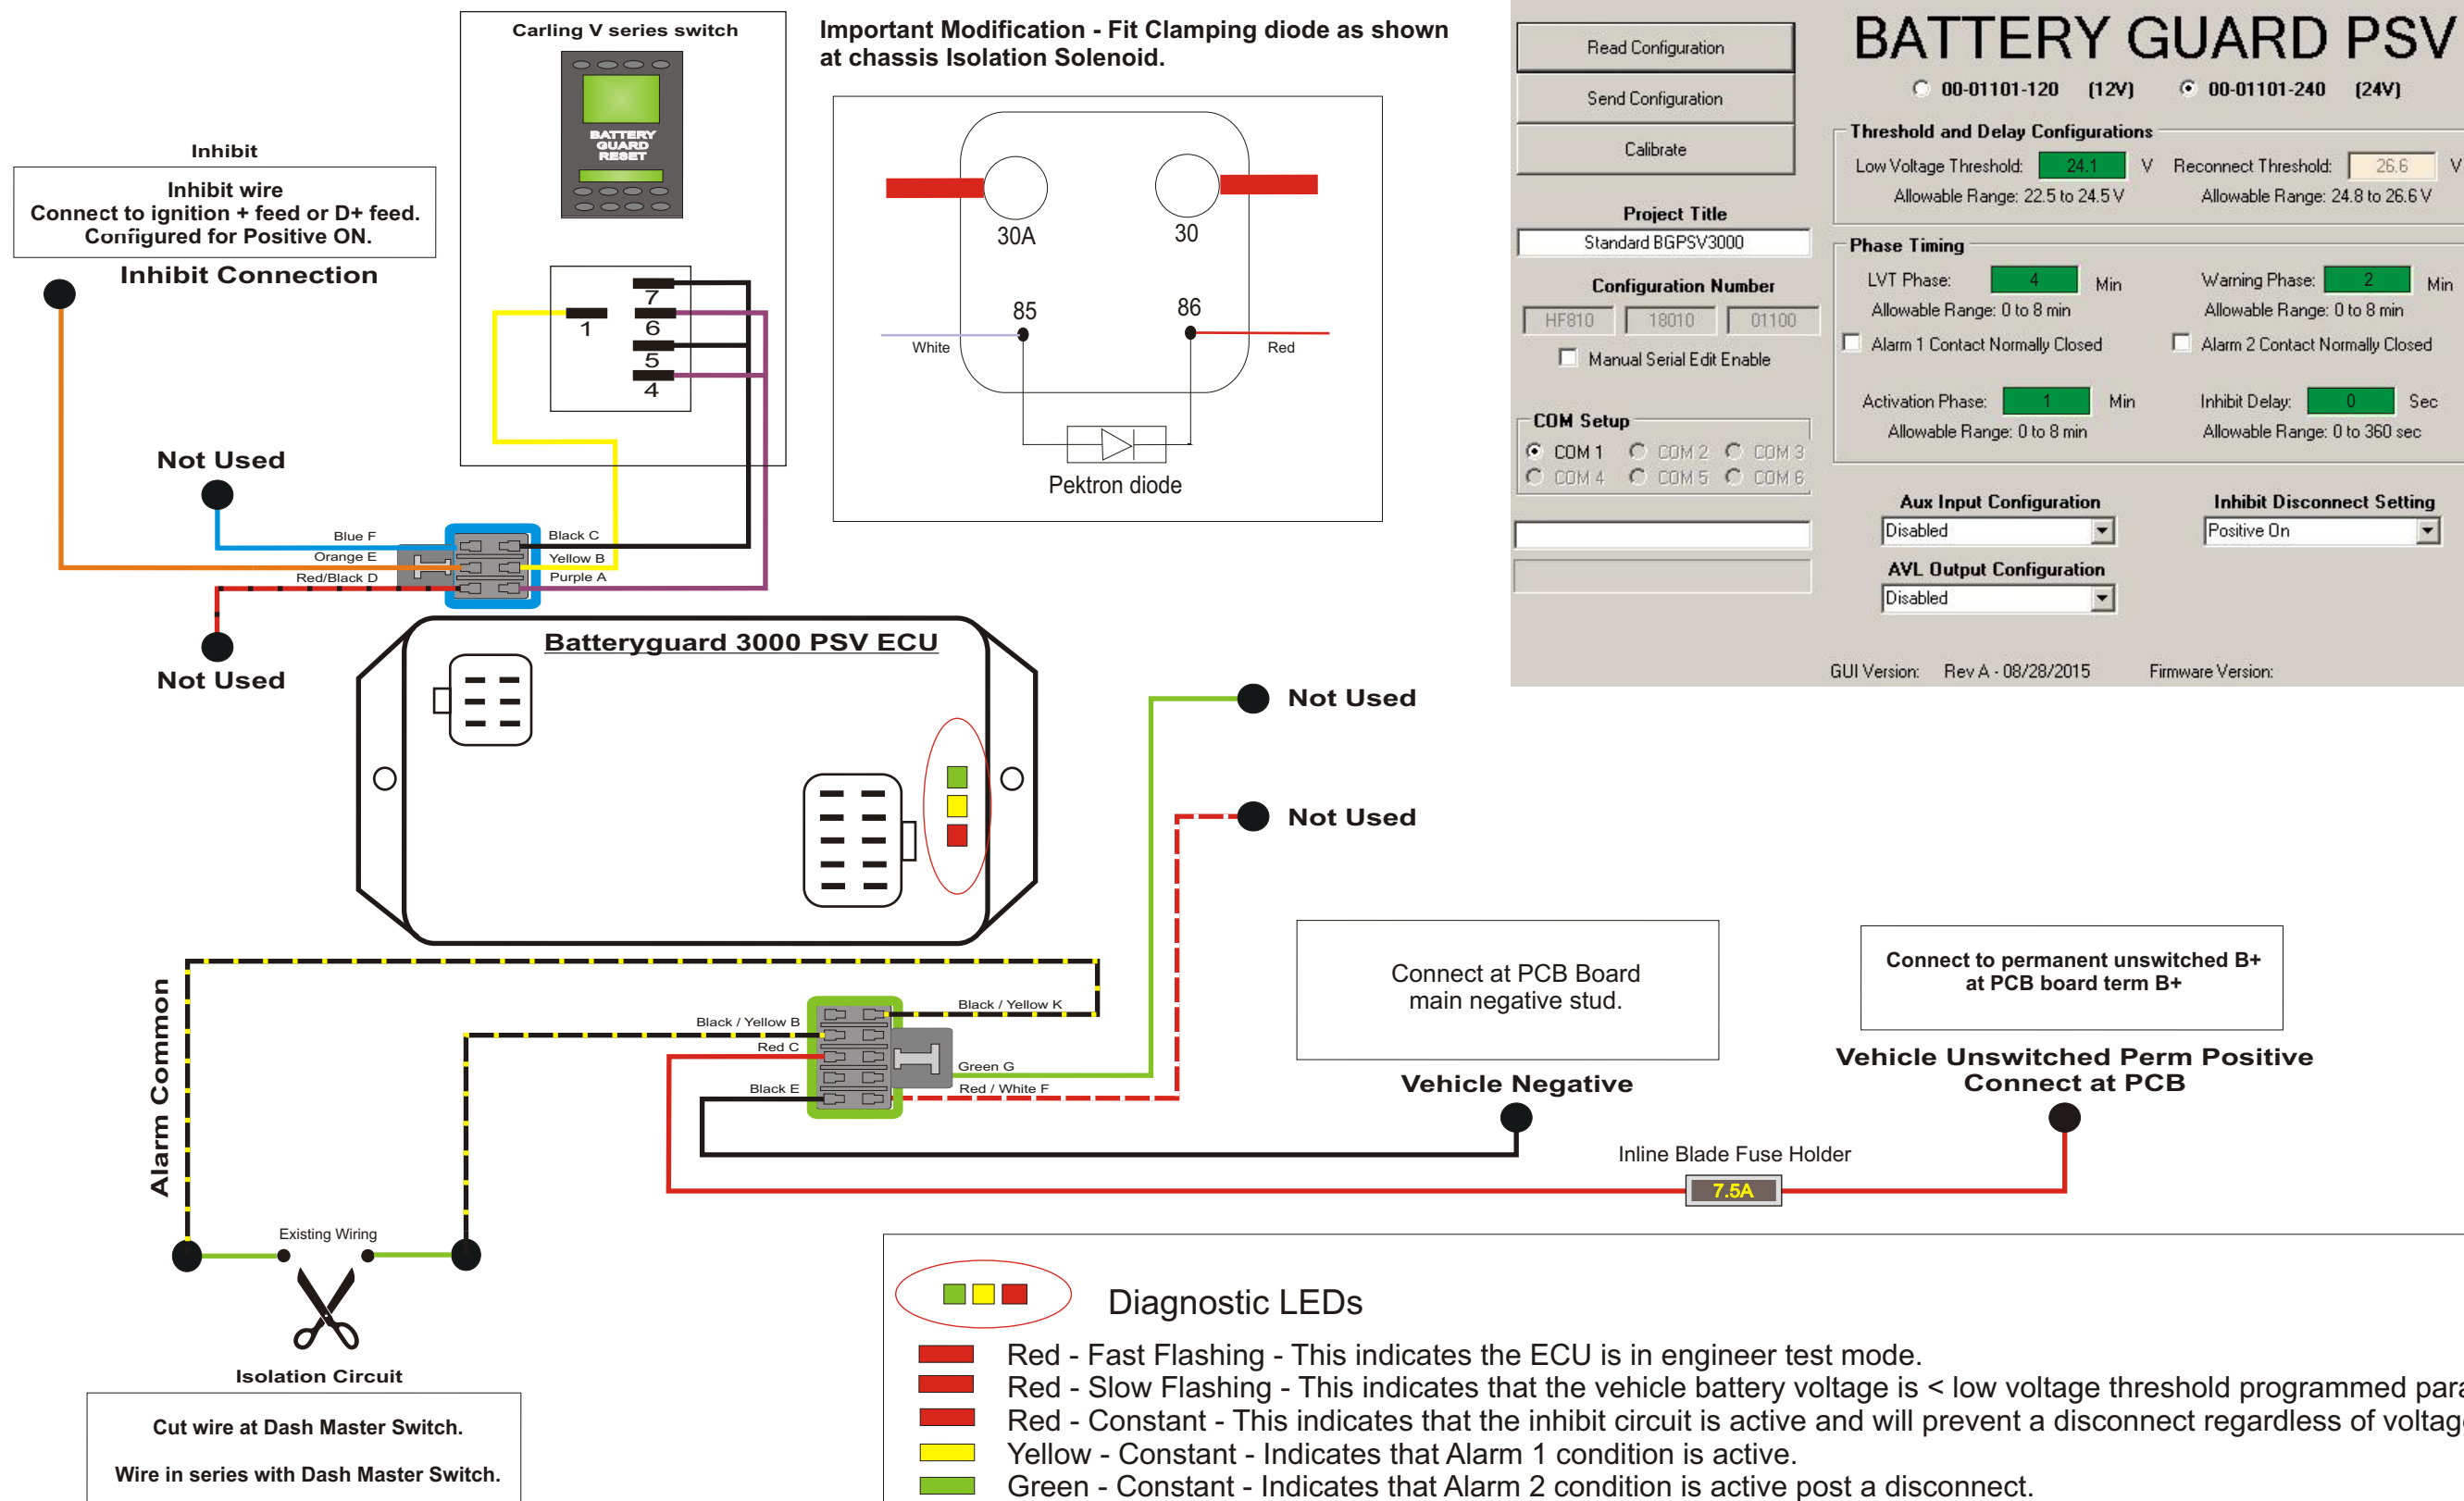 Carling V series switch
BATTERY
GUARD
RESET
7
1
6
5
4
Important Modification - Fit Clamping diode as shown
at chassis Isolation Solenoid.
30A
30
85
86
White
Red
Pektron diode
Inhibit
Inhibit wire
Connect to ignition + feed or D+ feed.
Configured for Positive ON.
Inhibit Connection
Not Used
Blue F
Orange E
Red/Black D
Black C
Yellow B
Purple A
Not Used
Read Configuration
Send Configuration
Calibrate
Project Title
Standard BGPSV3000
Configuration Number
HF810 18010 01100
Manual Serial Edit Enable
COM Setup
COM 1 COM 2 COM 3
COM 4 COM 5 COM 6
BATTERY GUARD PSV
00-01101-120 (12V) 00-01101-240 (24V)
Threshold and Delay Configurations
Low Voltage Threshold: 24.1 V Reconnect Threshold: 26.6 V
Allowable Range: 22.5 to 24.5 V Allowable Range: 24.8 to 26.6 V
Phase Timing
LVT Phase: 4 Min Warning Phase: 2 Min
Allowable Range: 0 to 8 min Allowable Range: 0 to 8 min
Alarm 1 Contact Normally Closed Alarm 2 Contact Normally Closed
Activation Phase: 1 Min Inhibit Delay: 0 Sec
Allowable Range: 0 to 8 min Allowable Range: 0 to 360 sec
Aux Input Configuration Inhibit Disconnect Setting
Disabled Positive On
AVL Output Configuration
Disabled
GUI Version: Rev A - 08/28/2015 Firmware Version:
Batteryguard 3000 PSV ECU
Not Used
Not Used
Alarm Common
Black / Yellow K
Black / Yellow B
Red C
Black E
Green G
Red / White F
Connect at PCB Board
main negative stud.
Vehicle Negative
Connect to permanent unswitched B+
at PCB board term B+
Vehicle Unswitched Perm Positive
Connect at PCB
Inline Blade Fuse Holder
7.5A
Existing Wiring
Isolation Circuit
Cut wire at Dash Master Switch.
Wire in series with Dash Master Switch.
Diagnostic LEDs
Red - Fast Flashing - This indicates the ECU is in engineer test mode.
Red - Slow Flashing - This indicates that the vehicle battery voltage is < low voltage threshold programmed para
Red - Constant - This indicates that the inhibit circuit is active and will prevent a disconnect regardless of voltag
Yellow - Constant - Indicates that Alarm 1 condition is active.
Green - Constant - Indicates that Alarm 2 condition is active post a disconnect.